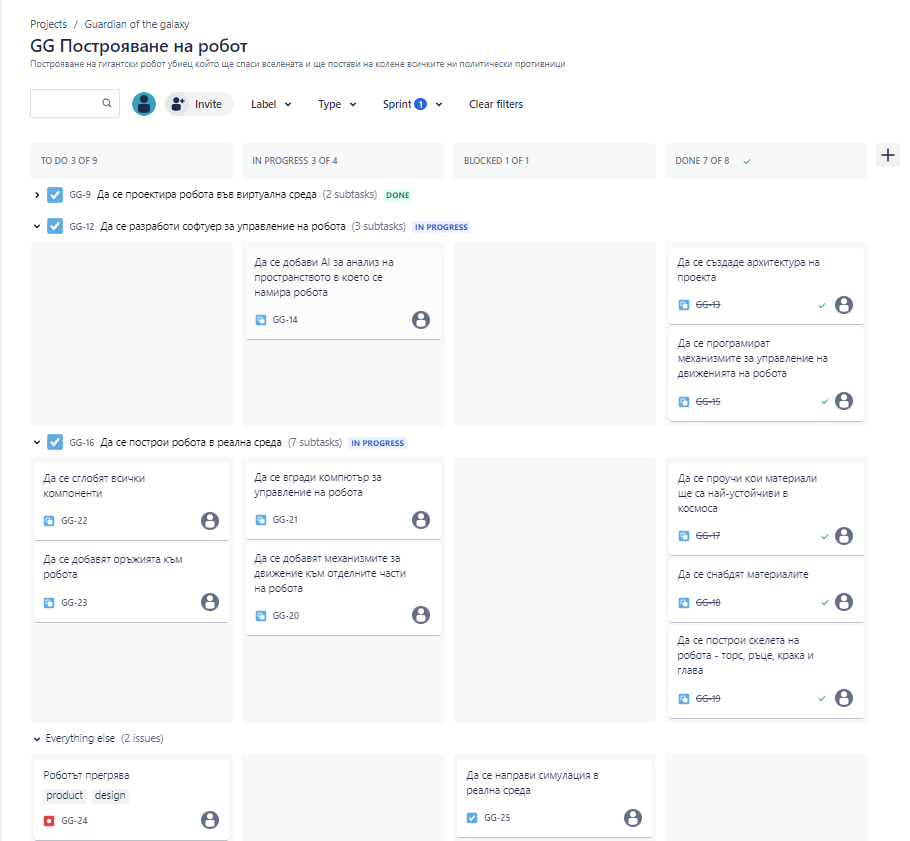 Projects / Guardian of the galaxy
GG Построяване на робот
Построяване на гигантски робот убиец който ще спаси вселената и ще постави на колене всичките ни политически противници
Invite
Label
Type
Sprint 1
Clear filters
TO DO 3 OF 9
IN PROGRESS 3 OF 4
BLOCKED 1 OF 1
DONE 7 OF 8
GG-9 Да се проектира робота във виртуална среда (2 subtasks) DONE
GG-12 Да се разработи софтуер за управление на робота (3 subtasks) IN PROGRESS
Да се добави AI за анализ на
пространството в което се
намира робота
GG-14
Да се създаде архитектура на
проекта
GG-13
Да се програмират
механизмите за управление на
движенията на робота
GG-15
GG-16 Да се построи робота в реална среда (7 subtasks) IN PROGRESS
Да се сглобят всички
компоненти
GG-22
Да се добавят оръжията към
робота
GG-23
Да се вгради компютър за
управление на робота
GG-21
Да се добавят механизмите за
движение към отделните части
на робота
GG-20
Да се проучи кои материали
ще са най-устойчиви в
космоса
GG-17
Да се снабдят материалите
GG-18
Да се построи скелета на
робота - торс, ръце, крака и
глава
GG-19
Everything else (2 issues)
Роботът прегрява
product design
GG-24
Да се направи симулация в
реална среда
GG-25